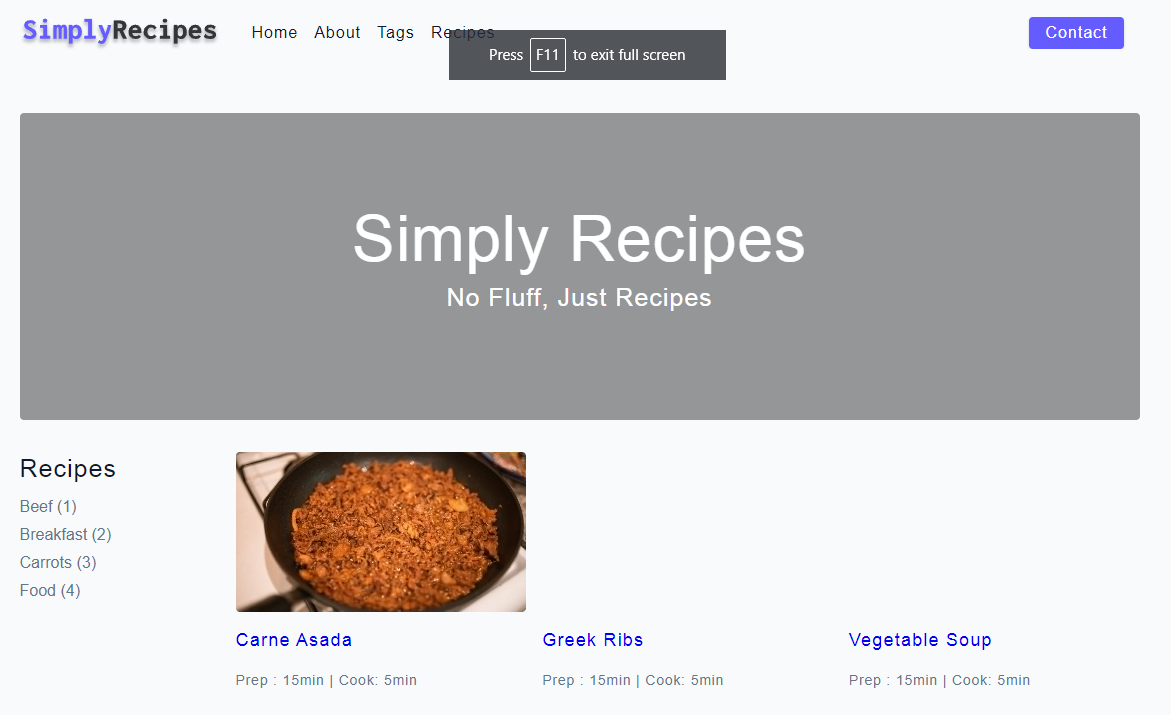 SimplyRecipes
Home About Tags Recipes
Contact
Press F11 to exit full screen
Simply Recipes
No Fluff, Just Recipes
Recipes
Beef (1)
Breakfast (2)
Carrots (3)
Food (4)
Carne Asada
Prep : 15min | Cook: 5min
Greek Ribs
Prep : 15min | Cook: 5min
Vegetable Soup
Prep : 15min | Cook: 5min